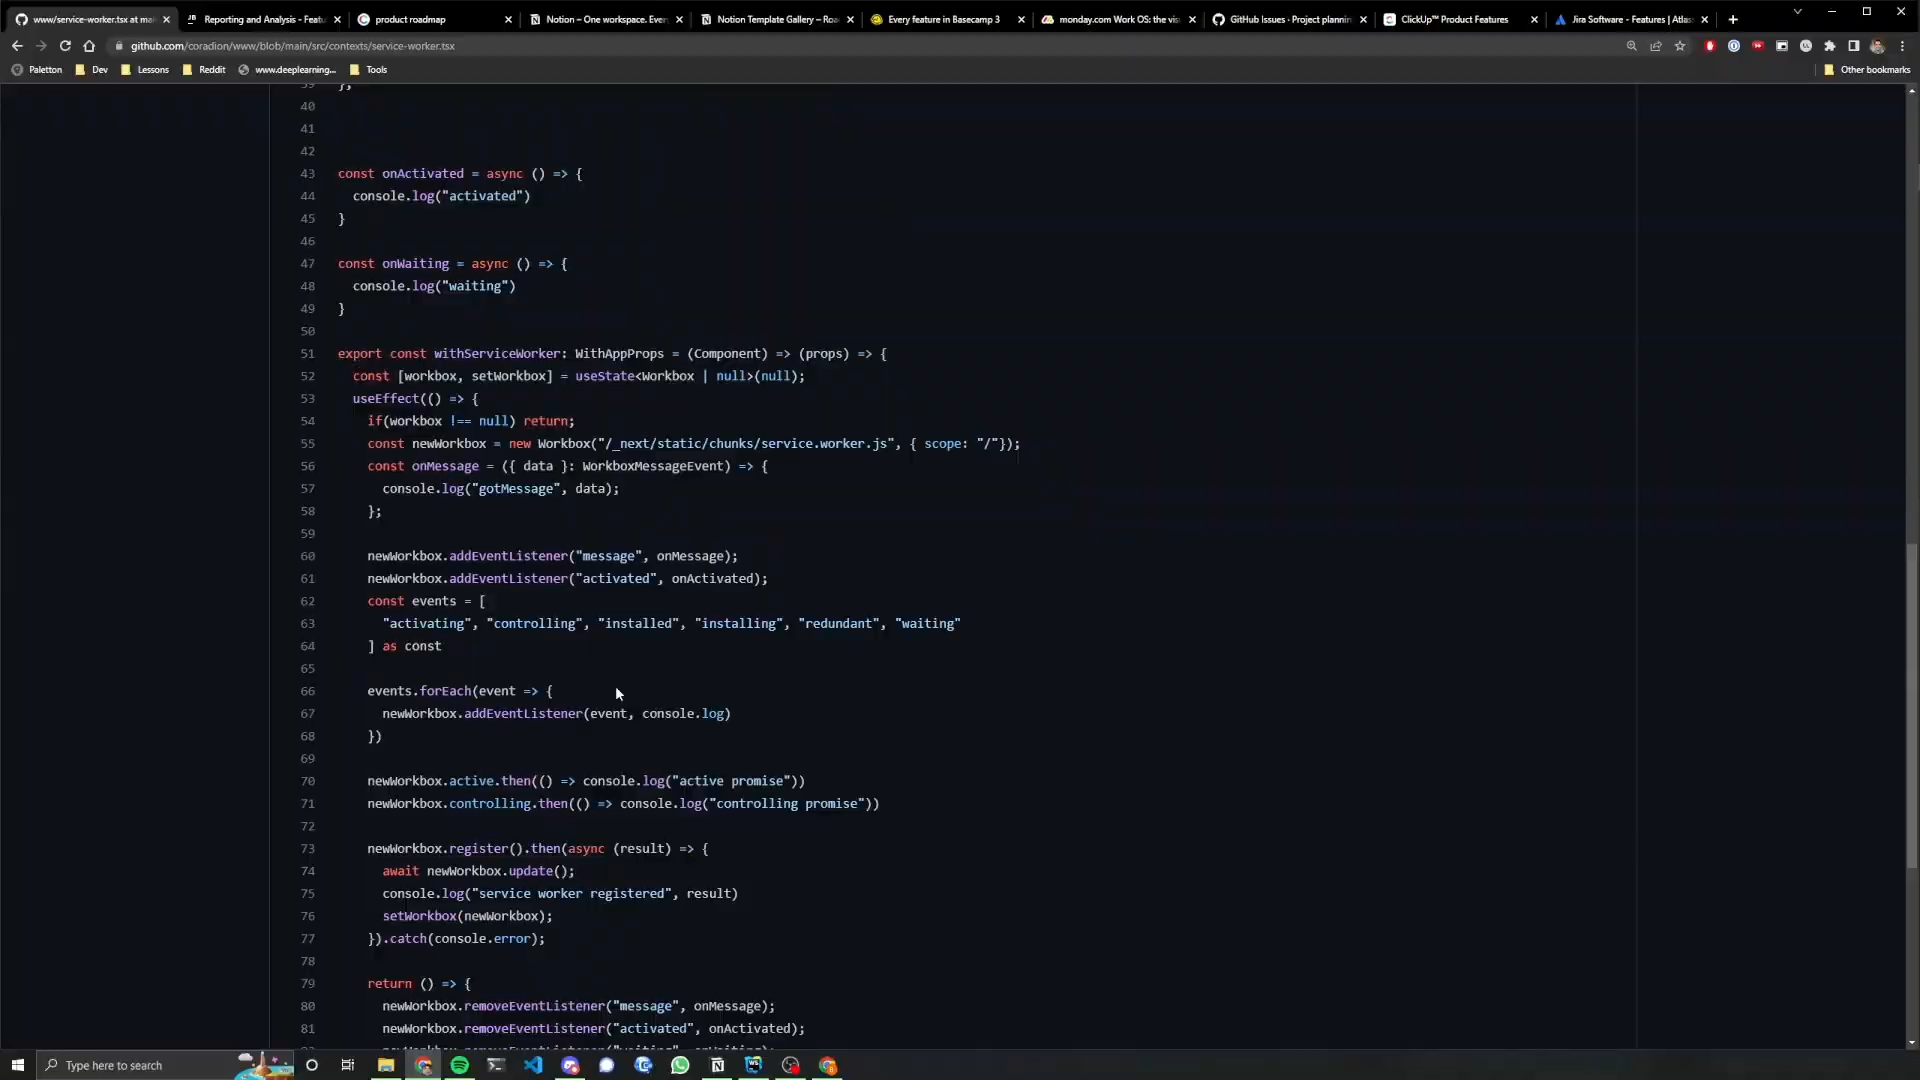 www/service-worker.tsx at mai
Reporting and Analysis - Featu
product roadmap
Notion – One workspace. Ever
Notion Template Gallery – Roa
Every feature in Basecamp 3
monday.com Work OS: the vis
GitHub Issues · Project plannin
ClickUp™ Product Features
Jira Software - Features | Atlas
github.com/coradion/www/blob/main/src/contexts/service-worker.tsx
Paletton
Dev
Lessons
Reddit
www.deeplearning...
Tools
Other bookmarks
39 };
40
41
42
43 const onActivated = async () => {
44 console.log("activated")
45 }
46
47 const onWaiting = async () => {
48 console.log("waiting")
49 }
50
51 export const withServiceWorker: WithAppProps = (Component) => (props) => {
52 const [workbox, setWorkbox] = useState<Workbox | null>(null);
53 useEffect(() => {
54 if(workbox !== null) return;
55 const newWorkbox = new Workbox("/_next/static/chunks/service.worker.js", { scope: "/"});
56 const onMessage = ({ data }: WorkboxMessageEvent) => {
57 console.log("gotMessage", data);
58 };
59
60 newWorkbox.addEventListener("message", onMessage);
61 newWorkbox.addEventListener("activated", onActivated);
62 const events = [
63 "activating", "controlling", "installed", "installing", "redundant", "waiting"
64 ] as const
65
66 events.forEach(event => {
67 newWorkbox.addEventListener(event, console.log)
68 })
69
70 newWorkbox.active.then(() => console.log("active promise"))
71 newWorkbox.controlling.then(() => console.log("controlling promise"))
72
73 newWorkbox.register().then(async (result) => {
74 await newWorkbox.update();
75 console.log("service worker registered", result)
76 setWorkbox(newWorkbox);
77 }).catch(console.error);
78
79 return () => {
80 newWorkbox.removeEventListener("message", onMessage);
81 newWorkbox.removeEventListener("activated", onActivated);
Type here to search